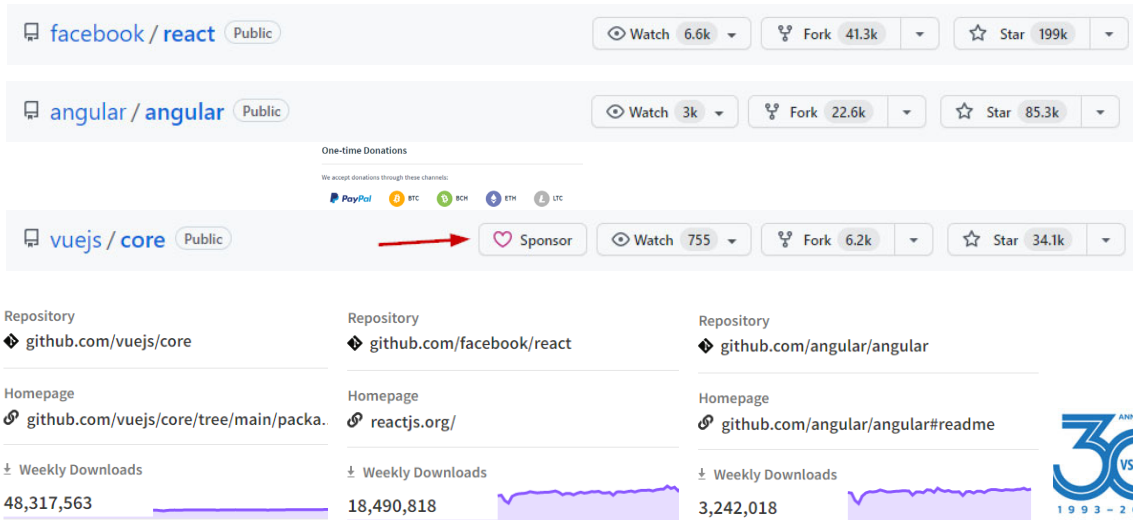 facebook / react Public Watch 6.6k Fork 41.3k Star 199k
angular / angular Public Watch 3k Fork 22.6k Star 85.3k
One-time Donations
We accept donations through these channels:
PayPal BTC BCH ETH LTC
vuejs / core Public Sponsor Watch 755 Fork 6.2k Star 34.1k
Repository
github.com/vuejs/core
Homepage
github.com/vuejs/core/tree/main/packa..
Weekly Downloads
48,317,563
Repository
github.com/facebook/react
Homepage
reactjs.org/
Weekly Downloads
18,490,818
Repository
github.com/angular/angular
Homepage
github.com/angular/angular#readme
Weekly Downloads
3,242,018
ANN
30
VS
1993–2